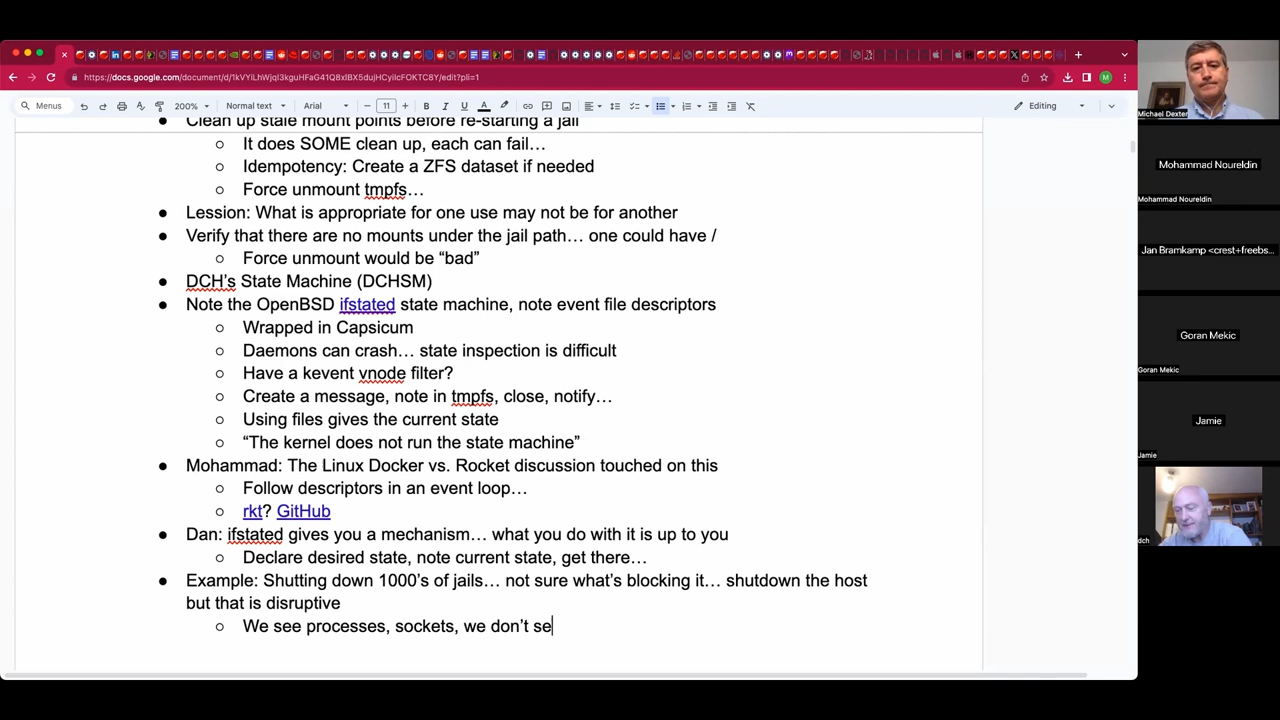 https://docs.google.com/document/d/1kVYiLhWjql3kguHFaG41Q8xIBX5dujHCyilcFOKTC8Y/edit?pli=1
M
Menus
200%
Normal text
Arial
11
B
I
U
A
Editing
Clean up stale mount points before re-starting a jail
It does SOME clean up, each can fail…
Idempotency: Create a ZFS dataset if needed
Force unmount tmpfs…
Lession: What is appropriate for one use may not be for another
Verify that there are no mounts under the jail path… one could have /
Force unmount would be “bad”
DCH’s State Machine (DCHSM)
Note the OpenBSD ifstated state machine, note event file descriptors
Wrapped in Capsicum
Daemons can crash… state inspection is difficult
Have a kevent vnode filter?
Create a message, note in tmpfs, close, notify…
Using files gives the current state
“The kernel does not run the state machine”
Mohammad: The Linux Docker vs. Rocket discussion touched on this
Follow descriptors in an event loop…
rkt? GitHub
Dan: ifstated gives you a mechanism… what you do with it is up to you
Declare desired state, note current state, get there…
Example: Shutting down 1000’s of jails… not sure what’s blocking it… shutdown the host
but that is disruptive
We see processes, sockets, we don’t se
Michael Dexter
Mohammad Noureldin
Mohammad Noureldin
Jan Bramkamp <crest+freebs...
Goran Mekic
Goran Mekic
Jamie
Jamie
dch